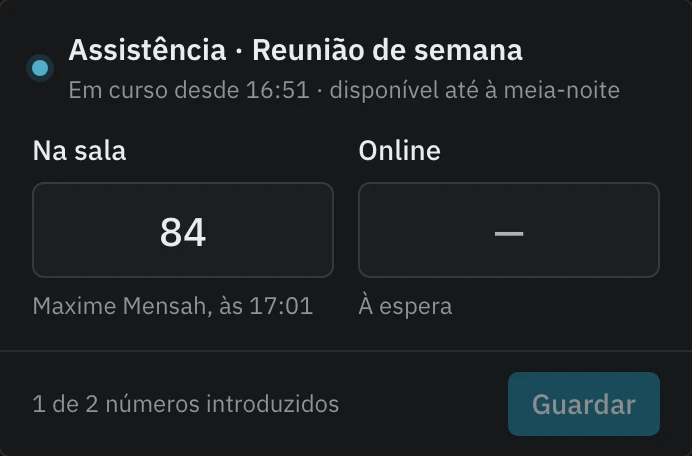 Assistência · Reunião de semana
Em curso desde 16:51 · disponível até à meia-noite
Na sala
Online
84
—
Maxime Mensah, às 17:01
À espera
1 de 2 números introduzidos
Guardar